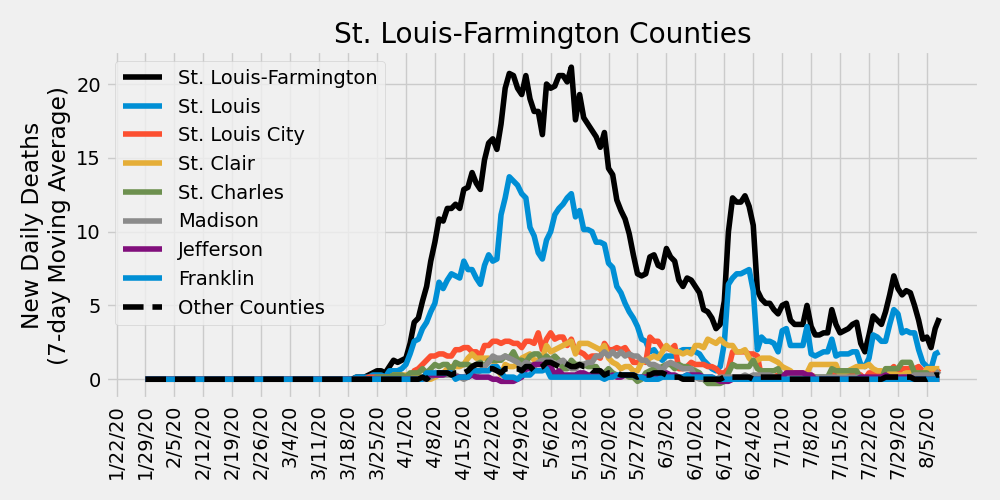 St. Louis-Farmington Counties
New Daily Deaths
(7-day Moving Average)
20
15
10
5
0
St. Louis-Farmington
St. Louis
St. Louis City
St. Clair
St. Charles
Madison
Jefferson
Franklin
Other Counties
1/22/20
1/29/20
2/5/20
2/12/20
2/19/20
2/26/20
3/4/20
3/11/20
3/18/20
3/25/20
4/1/20
4/8/20
4/15/20
4/22/20
4/29/20
5/6/20
5/13/20
5/20/20
5/27/20
6/3/20
6/10/20
6/17/20
6/24/20
7/1/20
7/8/20
7/15/20
7/22/20
7/29/20
8/5/20